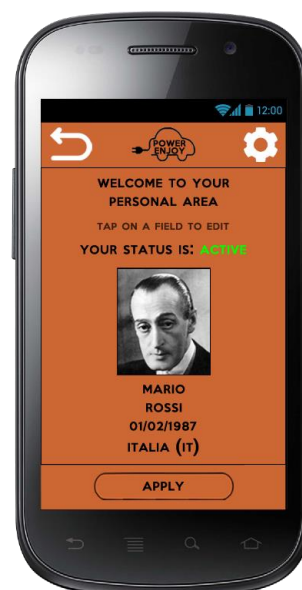 12:00
POWER
ENJOY
WELCOME TO YOUR
PERSONAL AREA
TAP ON A FIELD TO EDIT
YOUR STATUS IS: ACTIVE
MARIO
ROSSI
01/02/1987
ITALIA (IT)
APPLY